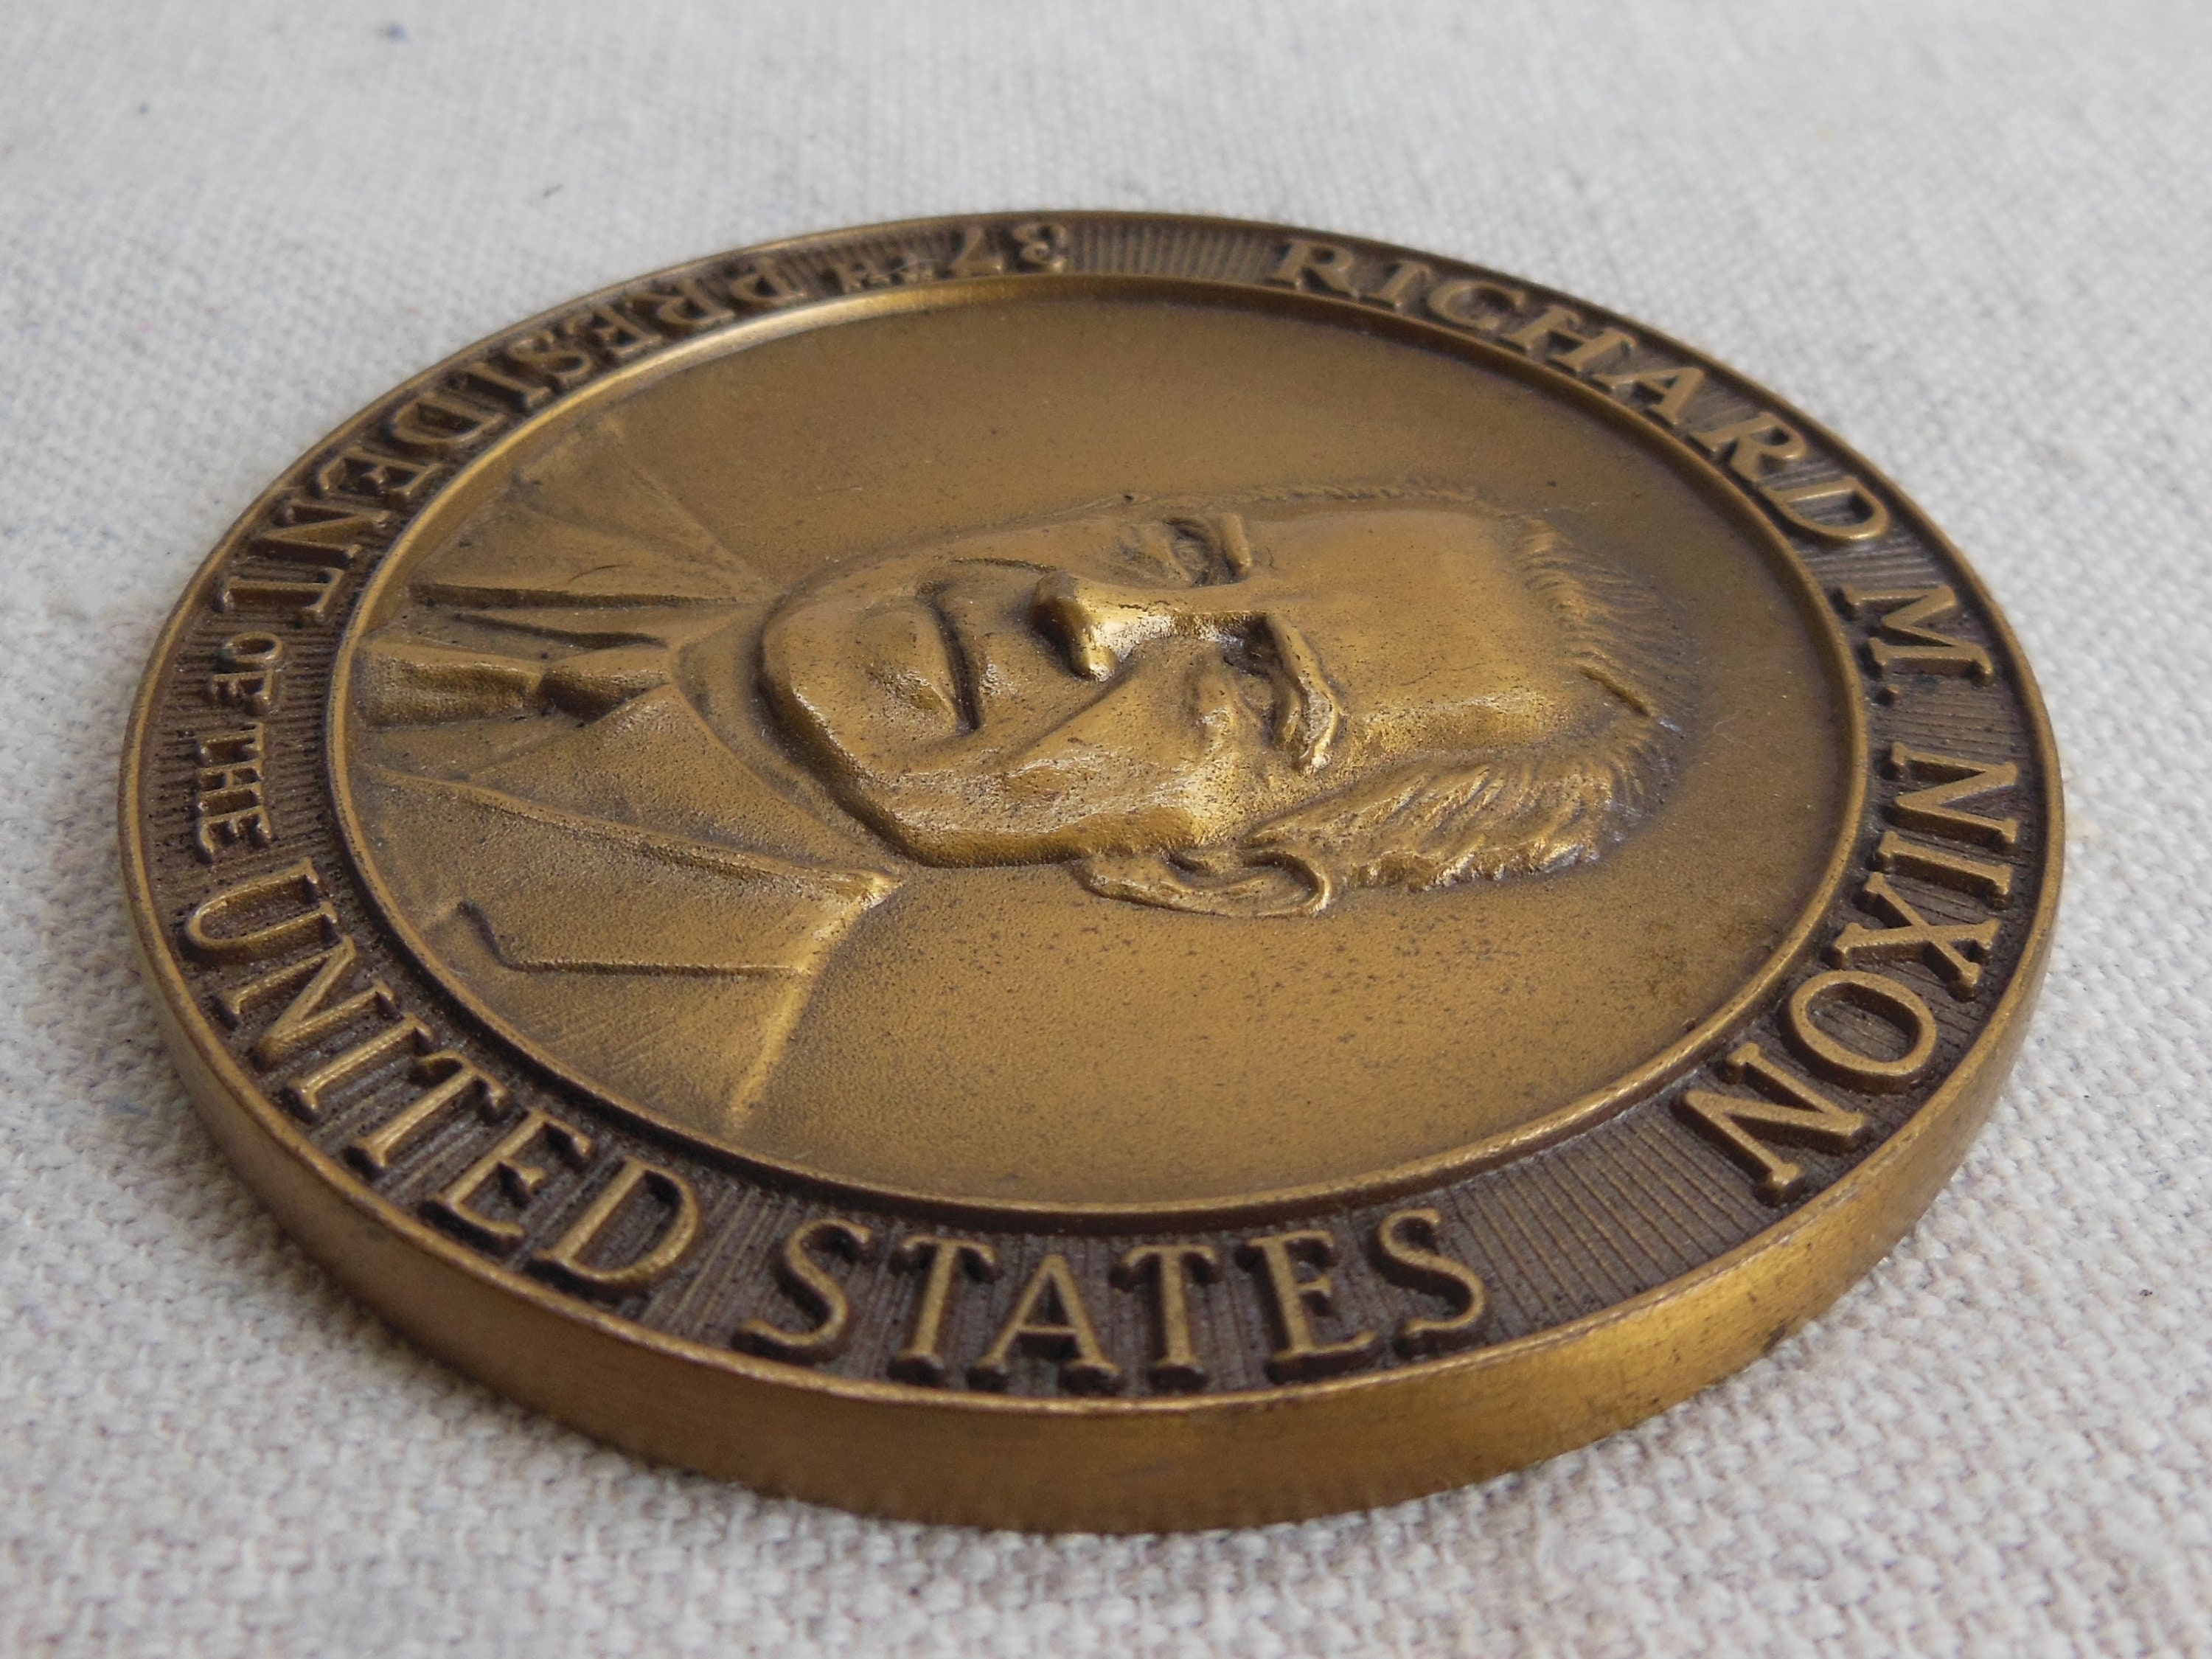 RICHARD M. NIXON
37TH PRESIDENT OF THE UNITED STATES